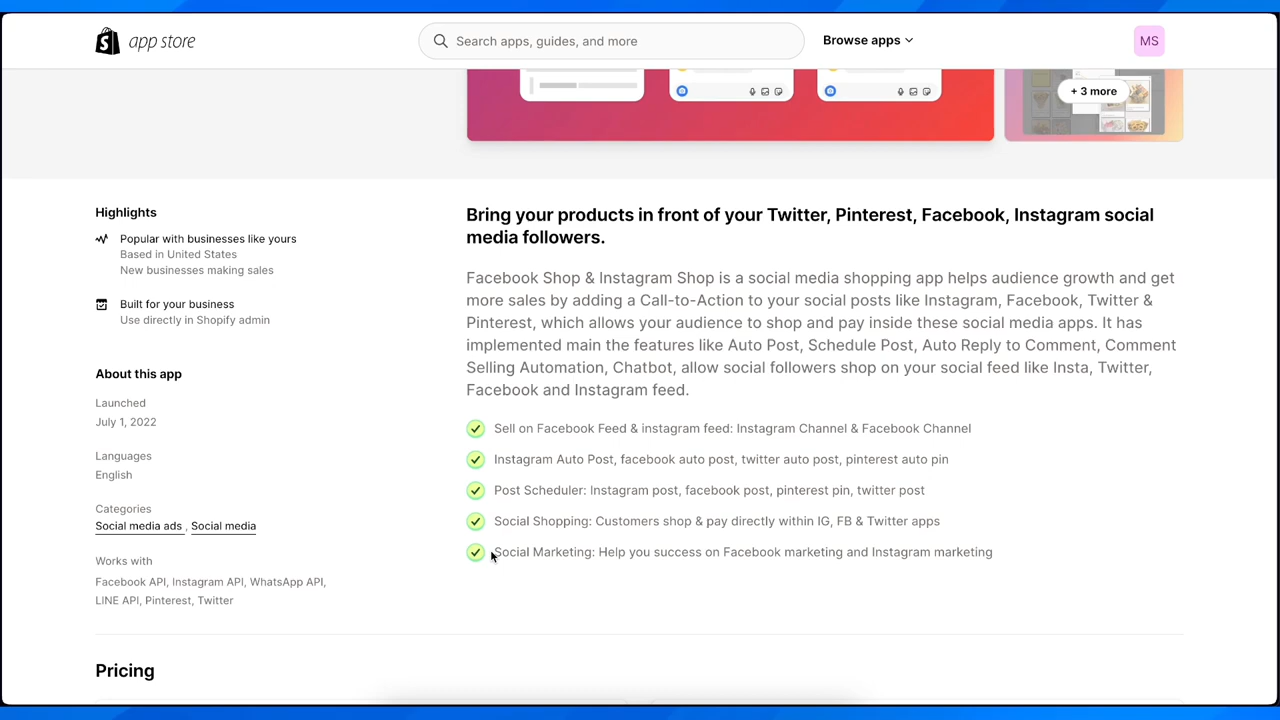 app store
Search apps, guides, and more
Browse apps
MS
+ 3 more
Highlights
Popular with businesses like yours
Based in United States
New businesses making sales
Built for your business
Use directly in Shopify admin
About this app
Launched
July 1, 2022
Languages
English
Categories
Social media ads , Social media
Works with
Facebook API, Instagram API, WhatsApp API,
LINE API, Pinterest, Twitter
Bring your products in front of your Twitter, Pinterest, Facebook, Instagram social
media followers.
Facebook Shop & Instagram Shop is a social media shopping app helps audience growth and get
more sales by adding a Call-to-Action to your social posts like Instagram, Facebook, Twitter &
Pinterest, which allows your audience to shop and pay inside these social media apps. It has
implemented main the features like Auto Post, Schedule Post, Auto Reply to Comment, Comment
Selling Automation, Chatbot, allow social followers shop on your social feed like Insta, Twitter,
Facebook and Instagram feed.
Sell on Facebook Feed & instagram feed: Instagram Channel & Facebook Channel
Instagram Auto Post, facebook auto post, twitter auto post, pinterest auto pin
Post Scheduler: Instagram post, facebook post, pinterest pin, twitter post
Social Shopping: Customers shop & pay directly within IG, FB & Twitter apps
Social Marketing: Help you success on Facebook marketing and Instagram marketing
Pricing